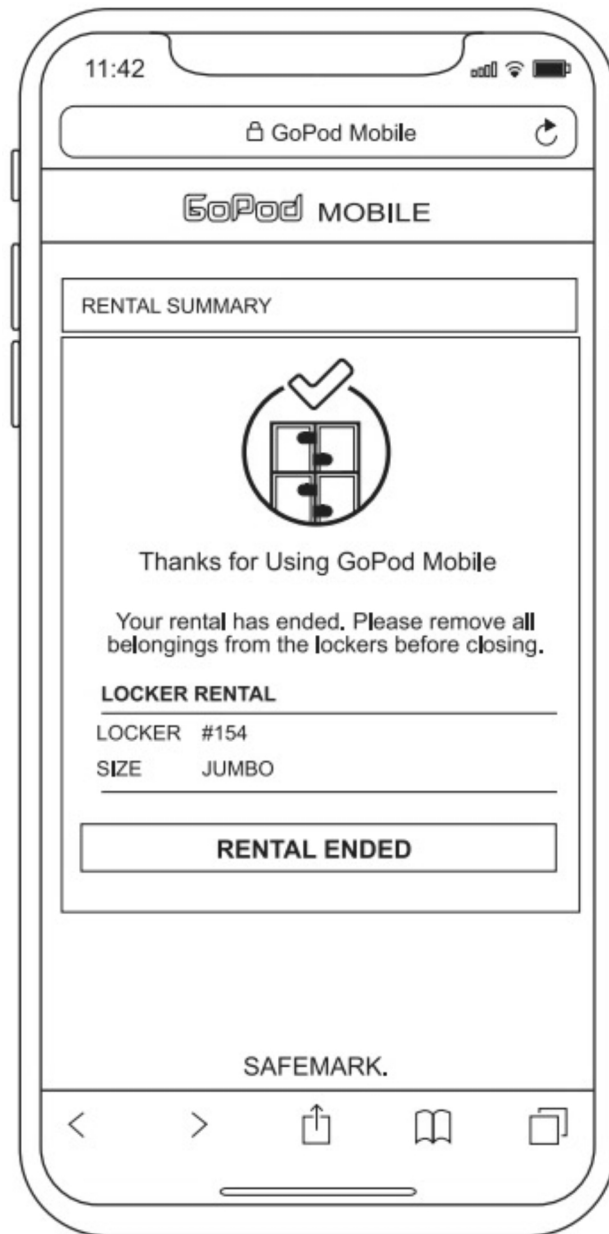 11:42
GoPod Mobile
GoPod MOBILE
RENTAL SUMMARY
Thanks for Using GoPod Mobile
Your rental has ended. Please remove all
belongings from the lockers before closing.
LOCKER RENTAL
LOCKER #154
SIZE JUMBO
RENTAL ENDED
SAFEMARK.